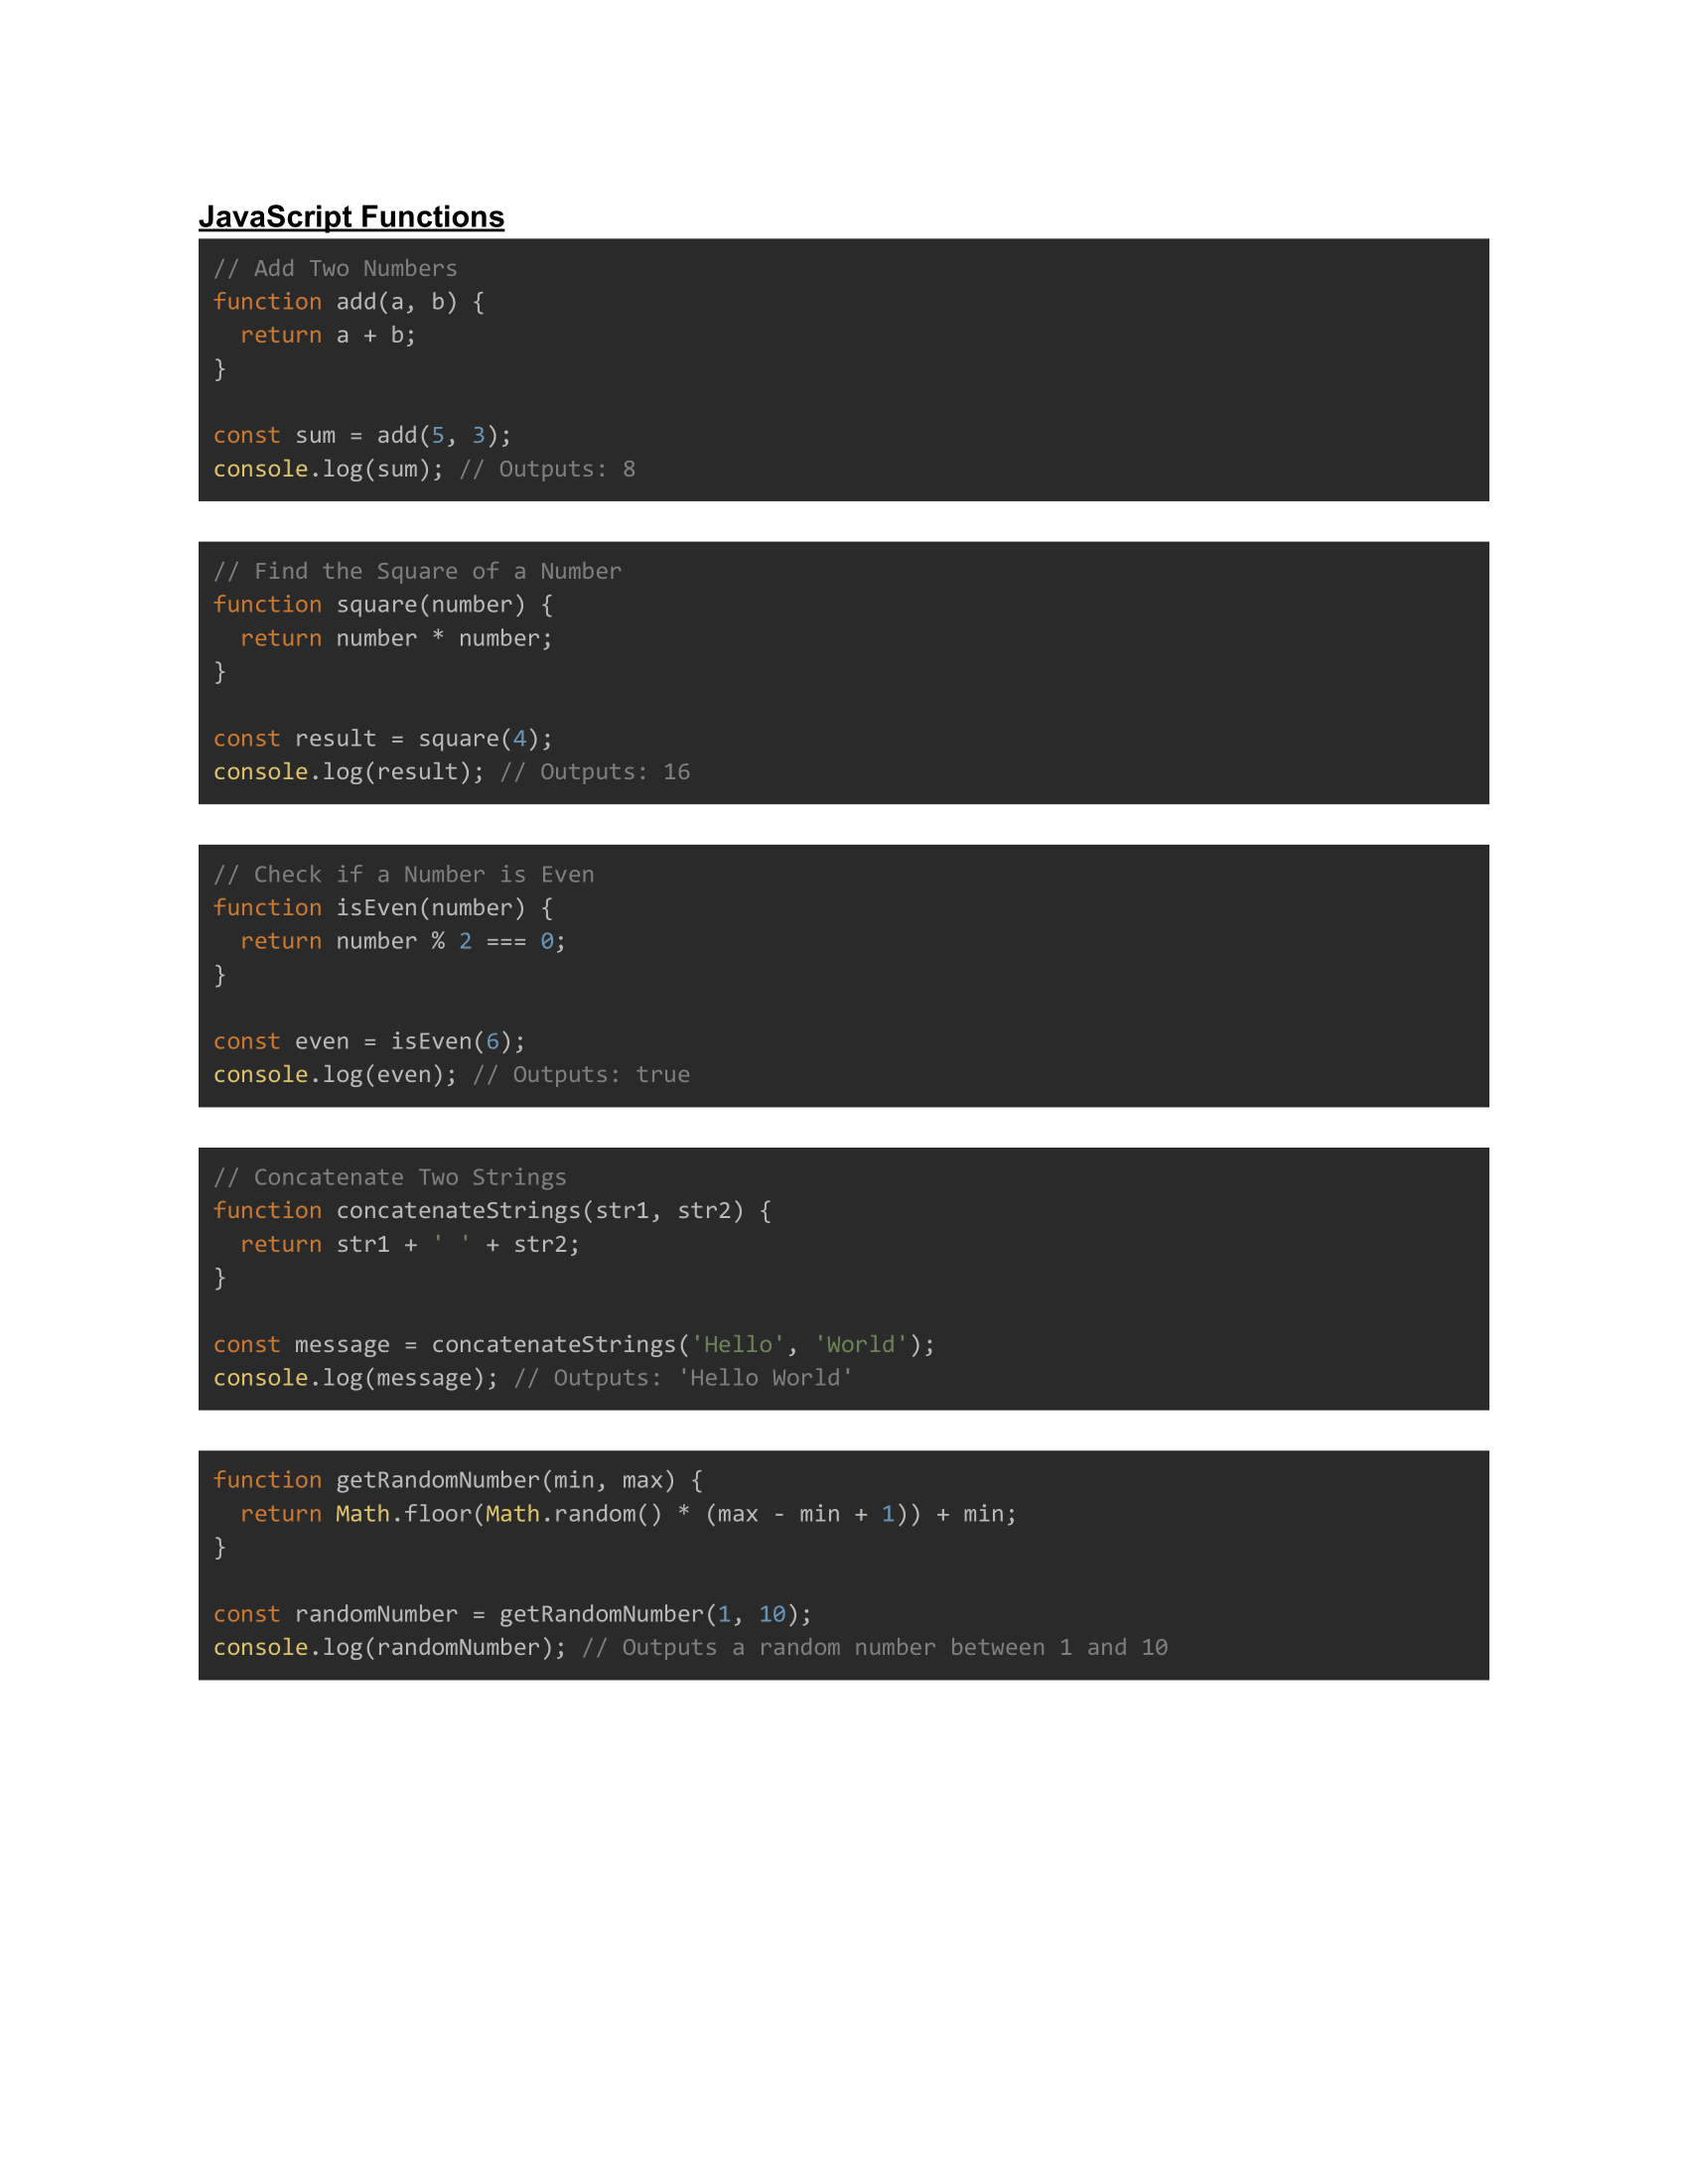 JavaScript Functions
// Add Two Numbers
function add(a, b) {
  return a + b;
}
const sum = add(5, 3);
console.log(sum); // Outputs: 8
// Find the Square of a Number
function square(number) {
  return number * number;
}
const result = square(4);
console.log(result); // Outputs: 16
// Check if a Number is Even
function isEven(number) {
  return number % 2 === 0;
}
const even = isEven(6);
console.log(even); // Outputs: true
// Concatenate Two Strings
function concatenateStrings(str1, str2) {
  return str1 + ' ' + str2;
}
const message = concatenateStrings('Hello', 'World');
console.log(message); // Outputs: 'Hello World'
function getRandomNumber(min, max) {
  return Math.floor(Math.random() * (max - min + 1)) + min;
}
const randomNumber = getRandomNumber(1, 10);
console.log(randomNumber); // Outputs a random number between 1 and 10